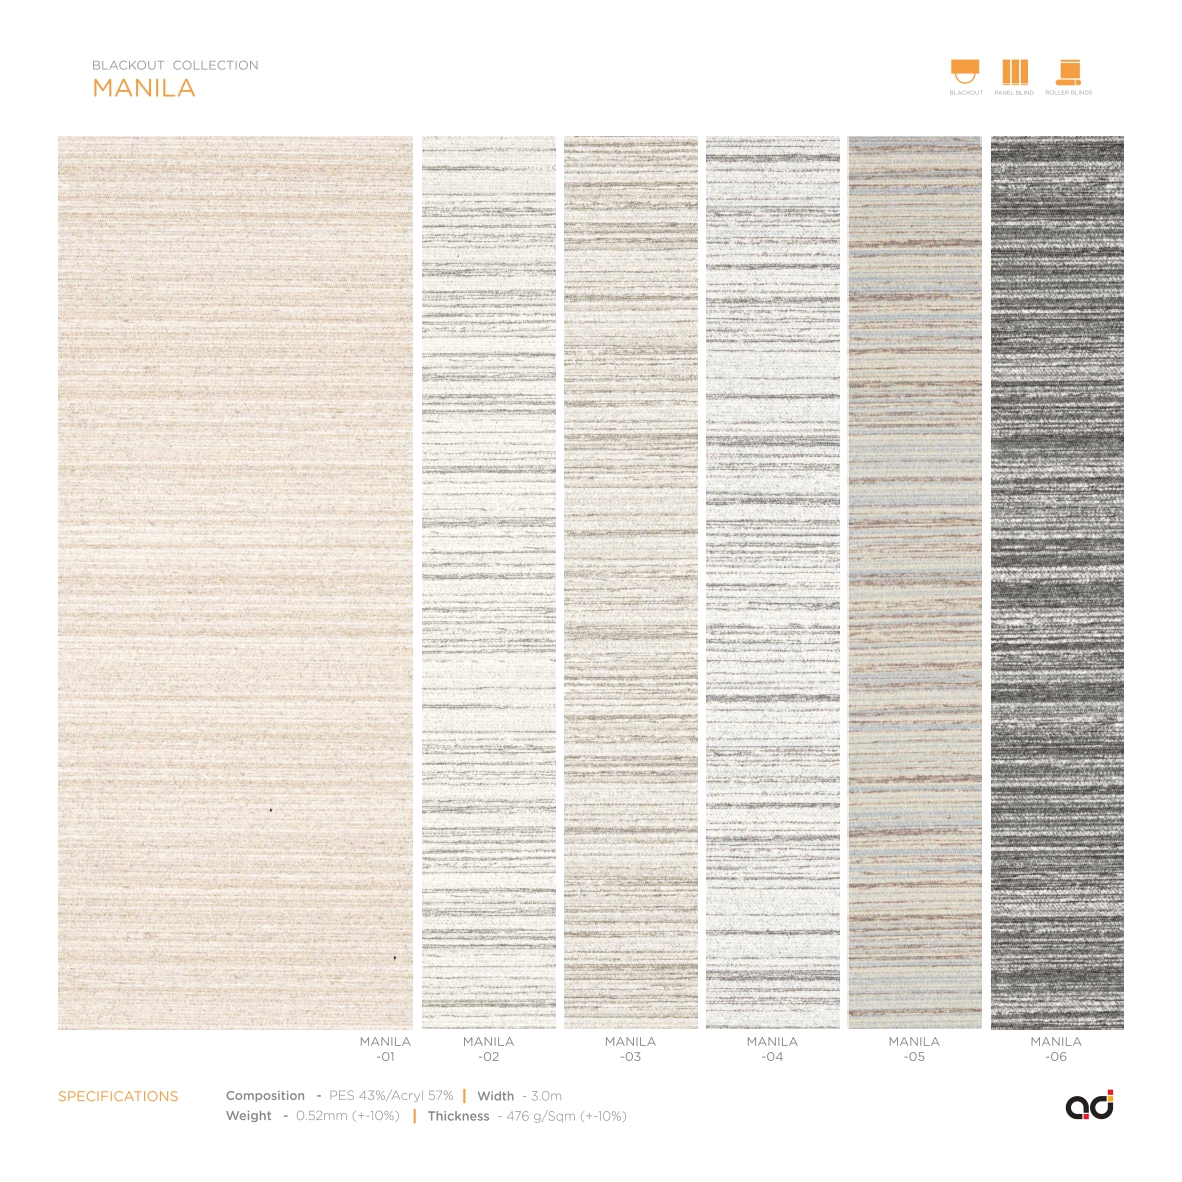 BLACKOUT COLLECTION
MANILA
BLACKOUT PANEL BLIND ROLLER BLINDS
MANILA
-01
MANILA
-02
MANILA
-03
MANILA
-04
MANILA
-05
MANILA
-06
SPECIFICATIONS
Composition - PES 43%/Acryl 57% | Width - 3.0m
Weight - 0.52mm (+-10%) | Thickness - 476 g/Sqm (+-10%)
ad